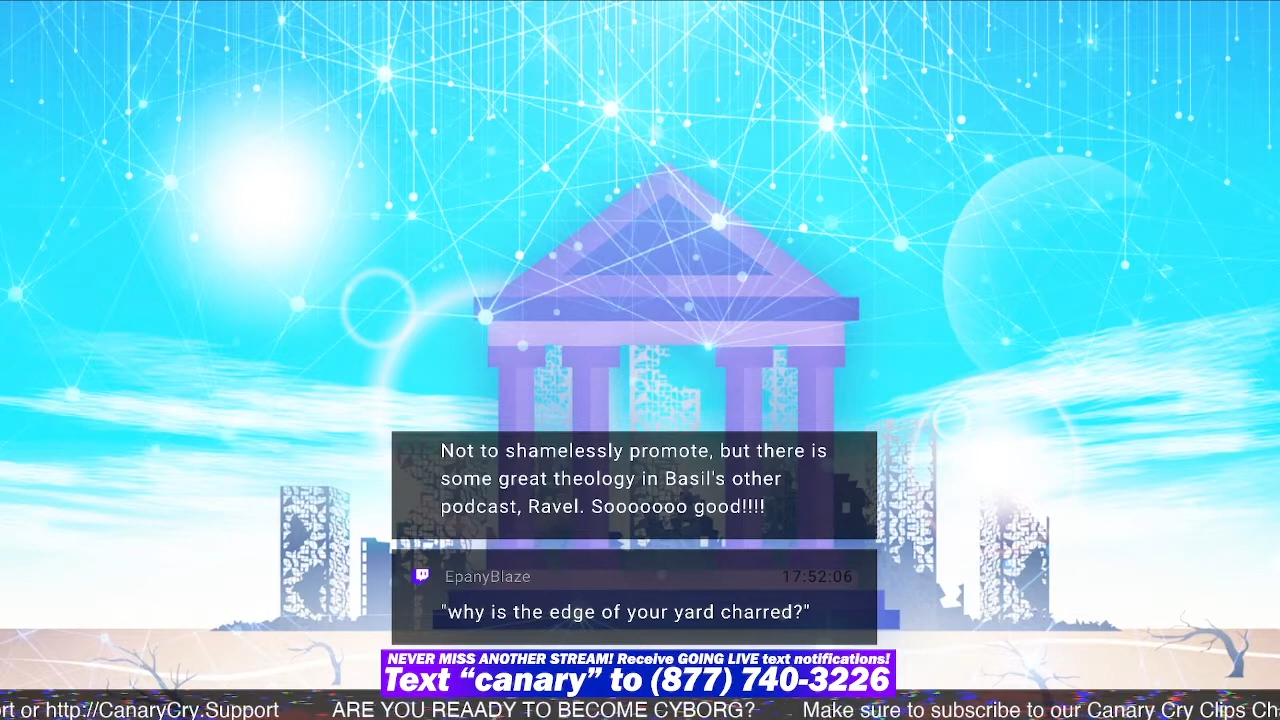 Not to shamelessly promote, but there is
some great theology in Basil's other
podcast, Ravel. Sooooooo good!!!!
EpanyBlaze 17:52:06
"why is the edge of your yard charred?"
NEVER MISS ANOTHER STREAM! Receive GOING LIVE text notifications!
Text “canary” to (877) 740-3226
rt or http://CanaryCry.Support ARE YOU REAADY TO BECOME CYBORG? Make sure to subscribe to our Canary Cry Clips Ch